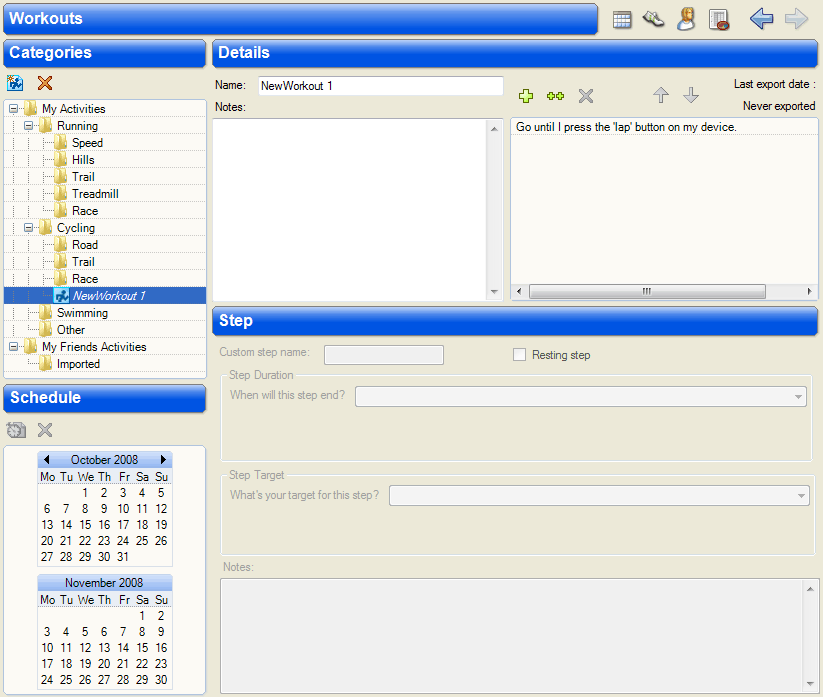 Workouts
Categories
My Activities
Running
Speed
Hills
Trail
Treadmill
Race
Cycling
Road
Trail
Race
NewWorkout 1
Swimming
Other
My Friends Activities
Imported
Schedule
October 2008
Mo Tu We Th Fr Sa Su
1 2 3 4 5
6 7 8 9 10 11 12
13 14 15 16 17 18 19
20 21 22 23 24 25 26
27 28 29 30 31
November 2008
Mo Tu We Th Fr Sa Su
1 2
3 4 5 6 7 8 9
10 11 12 13 14 15 16
17 18 19 20 21 22 23
24 25 26 27 28 29 30
Details
Name: NewWorkout 1
Notes:
Last export date :
Never exported
Go until I press the 'lap' button on my device.
Step
Custom step name:
Resting step
Step Duration
When will this step end?
Step Target
What's your target for this step?
Notes: